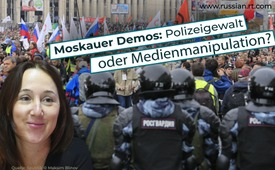 www.russian.rt.com
Moskauer Demos: Polizeigewalt
oder Medienmanipulation?
РОСГВАРДИЯ